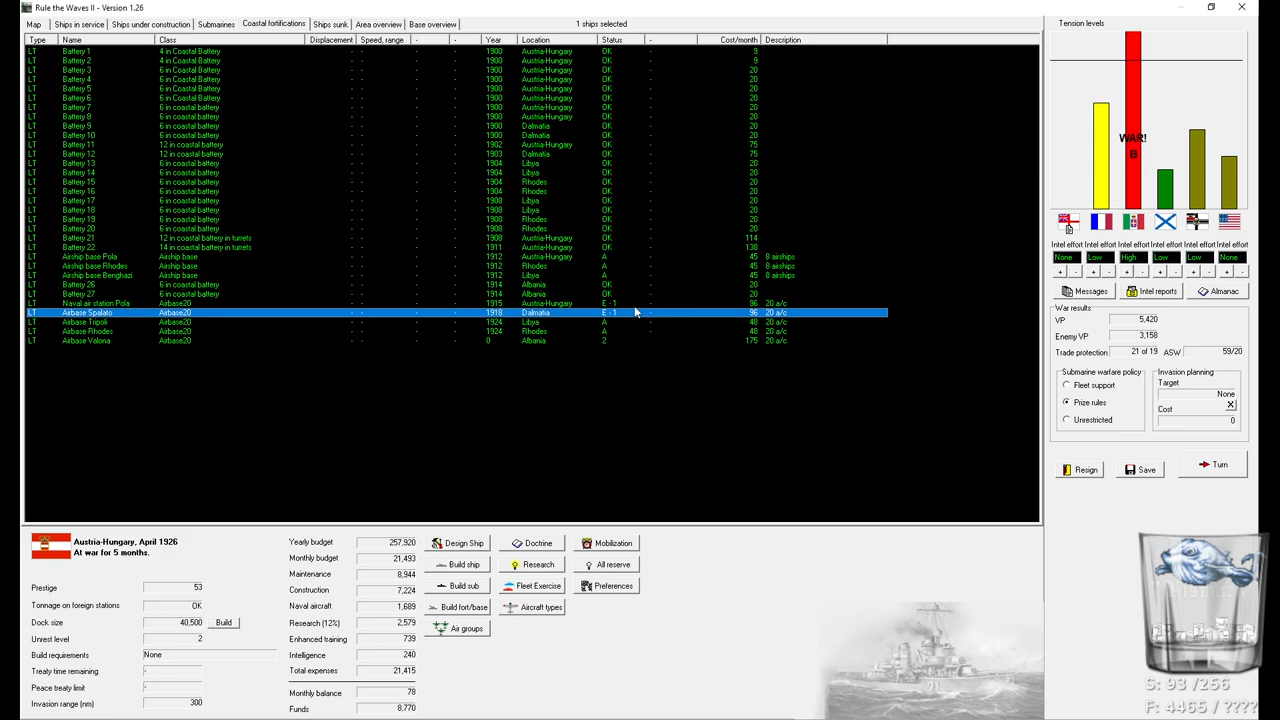 Rule the Waves II - Version 1.26
Map Ships in service Ships under construction Submarines Coastal fortifications Ships sunk Area overview Base overview 1 ships selected
Type Name Class Displacement Speed, range - - Year Location Status - Cost/month Description
LT Battery 1 4 in Coastal Battery - - - - 1900 Austria-Hungary OK - 9
LT Battery 2 4 in Coastal Battery - - - - 1900 Austria-Hungary OK - 9
LT Battery 3 6 in Coastal Battery - - - - 1900 Austria-Hungary OK - 20
LT Battery 4 6 in Coastal Battery - - - - 1900 Austria-Hungary OK - 20
LT Battery 5 6 in Coastal Battery - - - - 1900 Austria-Hungary OK - 20
LT Battery 6 6 in Coastal Battery - - - - 1900 Austria-Hungary OK - 20
LT Battery 7 6 in coastal battery - - - - 1900 Austria-Hungary OK - 20
LT Battery 8 6 in coastal battery - - - - 1900 Austria-Hungary OK - 20
LT Battery 9 6 in coastal battery - - - - 1900 Dalmatia OK - 20
LT Battery 10 6 in coastal battery - - - - 1900 Dalmatia OK - 20
LT Battery 11 12 in coastal battery - - - - 1902 Austria-Hungary OK - 75
LT Battery 12 12 in coastal battery - - - - 1903 Dalmatia OK - 75
LT Battery 13 6 in coastal battery - - - - 1904 Libya OK - 20
LT Battery 14 6 in coastal battery - - - - 1904 Libya OK - 20
LT Battery 15 6 in coastal battery - - - - 1904 Rhodes OK - 20
LT Battery 16 6 in coastal battery - - - - 1904 Rhodes OK - 20
LT Battery 17 6 in coastal battery - - - - 1908 Libya OK - 20
LT Battery 18 6 in coastal battery - - - - 1908 Libya OK - 20
LT Battery 19 6 in coastal battery - - - - 1908 Rhodes OK - 20
LT Battery 20 6 in coastal battery - - - - 1908 Rhodes OK - 20
LT Battery 21 12 in coastal battery in turrets - - - - 1908 Austria-Hungary OK - 114
LT Battery 22 14 in coastal battery in turrets - - - - 1911 Austria-Hungary OK - 138
LT Airship base Pola Airship base - - - - 1912 Austria-Hungary A - 45 8 airships
LT Airship base Rhodes Airship base - - - - 1912 Rhodes A - 45 8 airships
LT Airship base Benghazi Airship base - - - - 1912 Libya A - 45 8 airships
LT Battery 26 6 in coastal battery - - - - 1914 Albania OK - 20
LT Battery 27 6 in coastal battery - - - - 1914 Albania OK - 20
LT Naval air station Pola Airbase20 - - - - 1915 Austria-Hungary E - 1 - 96 20 a/c
LT Airbase Spalato Airbase20 - - - - 1918 Dalmatia E - 1 - 96 20 a/c
LT Airbase Tripoli Airbase20 - - - - 1924 Libya A - 48 20 a/c
LT Airbase Rhodes Airbase20 - - - - 1924 Rhodes A - 48 20 a/c
LT Airbase Valona Airbase20 - - - - 0 Albania 2 - 175 20 a/c
Tension levels
WAR!
B
Intel effort Intel effort Intel effort Intel effort Intel effort Intel effort
None Low High Low Low None
+ - + - + - + - + - + -
Messages Intel reports Almanac
War results
VP 5,420
Enemy VP 3,158
Trade protection 21 of 19 ASW 59/20
Submarine warfare policy
Fleet support
Prize rules
Unrestricted
Invasion planning
Target
None
Cost X
0
Resign Save Turn
Austria-Hungary, April 1926
At war for 5 months.
Prestige 53
Tonnage on foreign stations OK
Dock size 40,500 Build
Unrest level 2
Build requirements None
Treaty time remaining -
Peace treaty limit -
Invasion range (nm) 300
Yearly budget 257,920
Monthly budget 21,493
Maintenance 8,944
Construction 7,224
Naval aircraft 1,689
Research (12%) 2,579
Enhanced training 739
Intelligence 240
Total expenses 21,415
Monthly balance 78
Funds 8,770
Design Ship Doctrine Mobilization
Build ship Research All reserve
Build sub Fleet Exercise Preferences
Build fort/base Aircraft types
Air groups
71
S: 93 /256
F: 4465 / ????